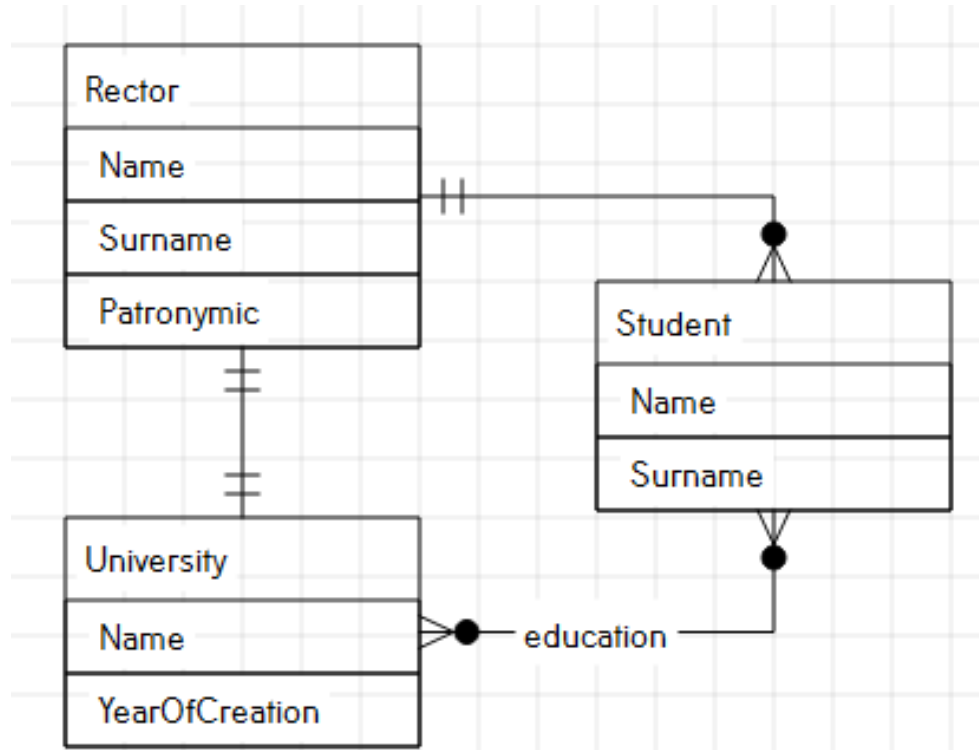 Rector
Name
Surname
Patronymic
Student
Name
Surname
University
Name
YearOfCreation
education